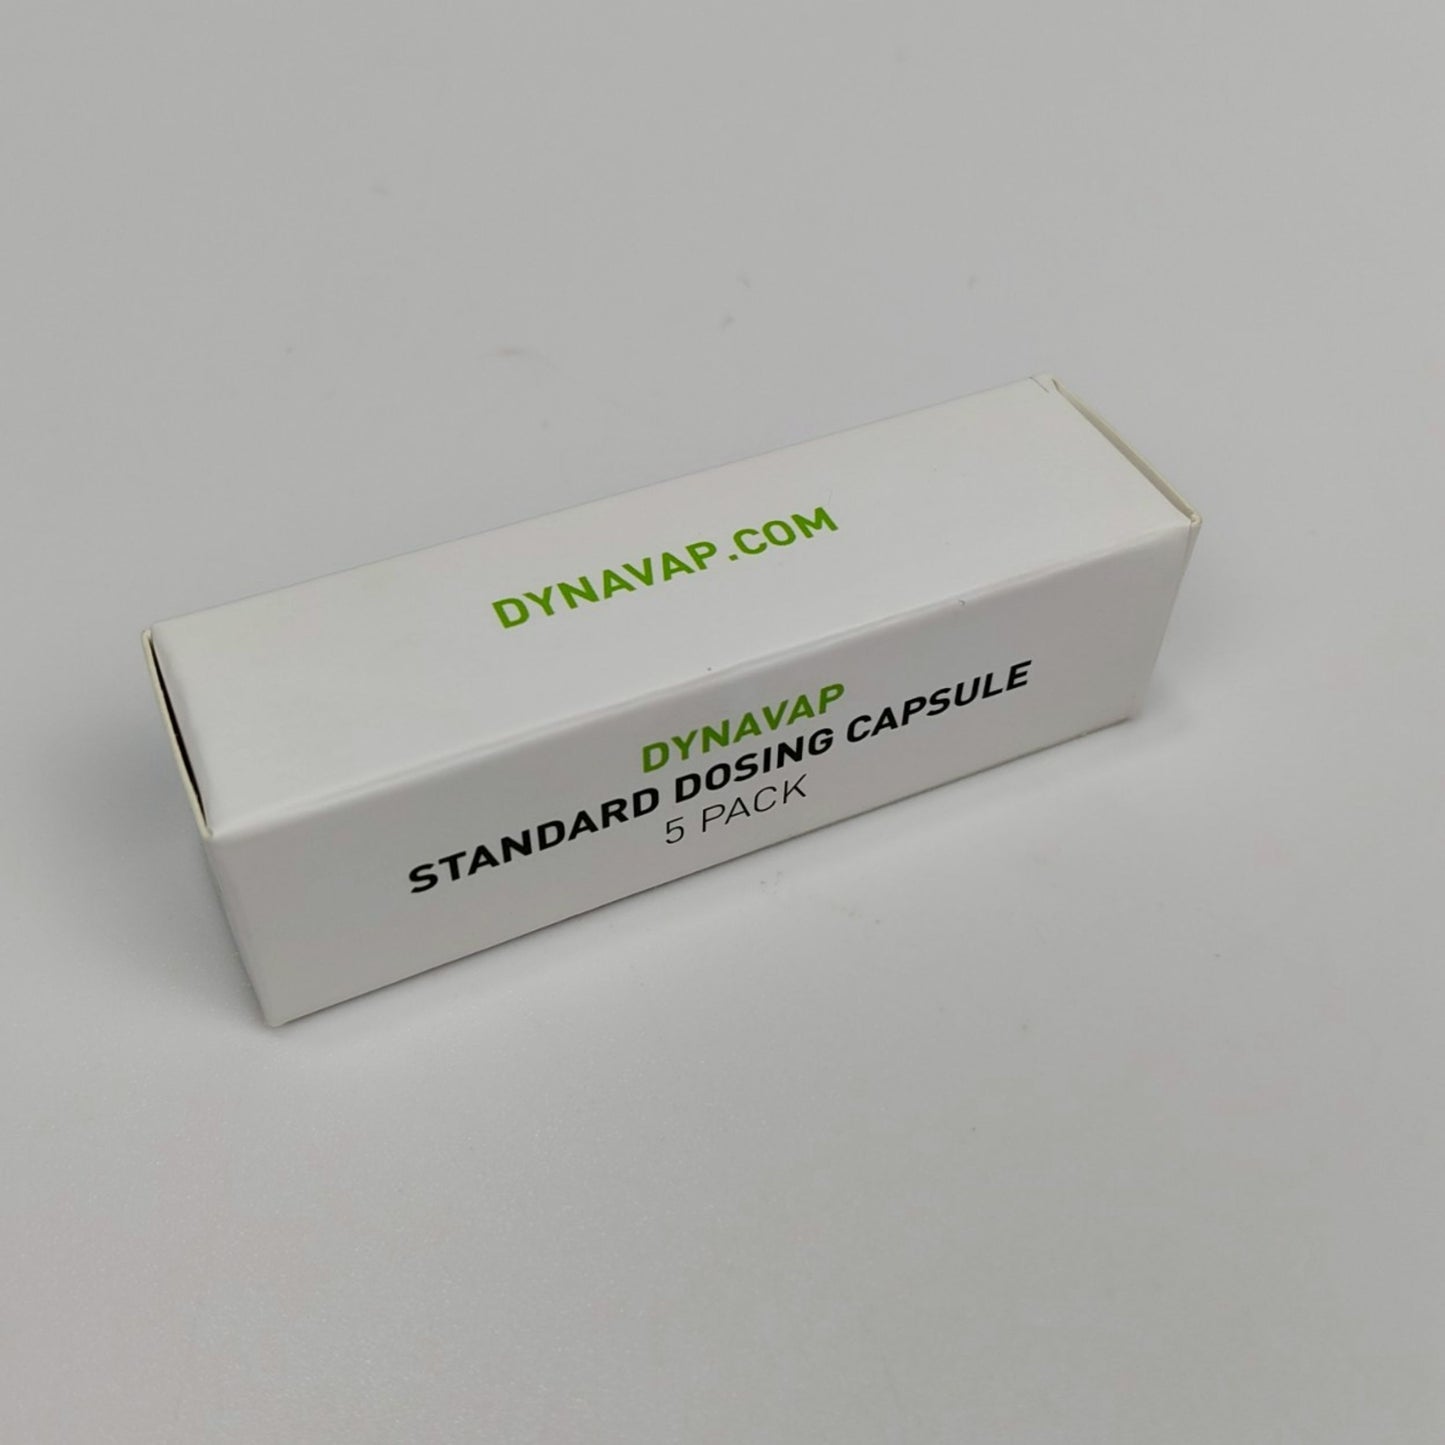 DYNAVAP.COM
DYNAVAP
STANDARD DOSING CAPSULE
5 PACK